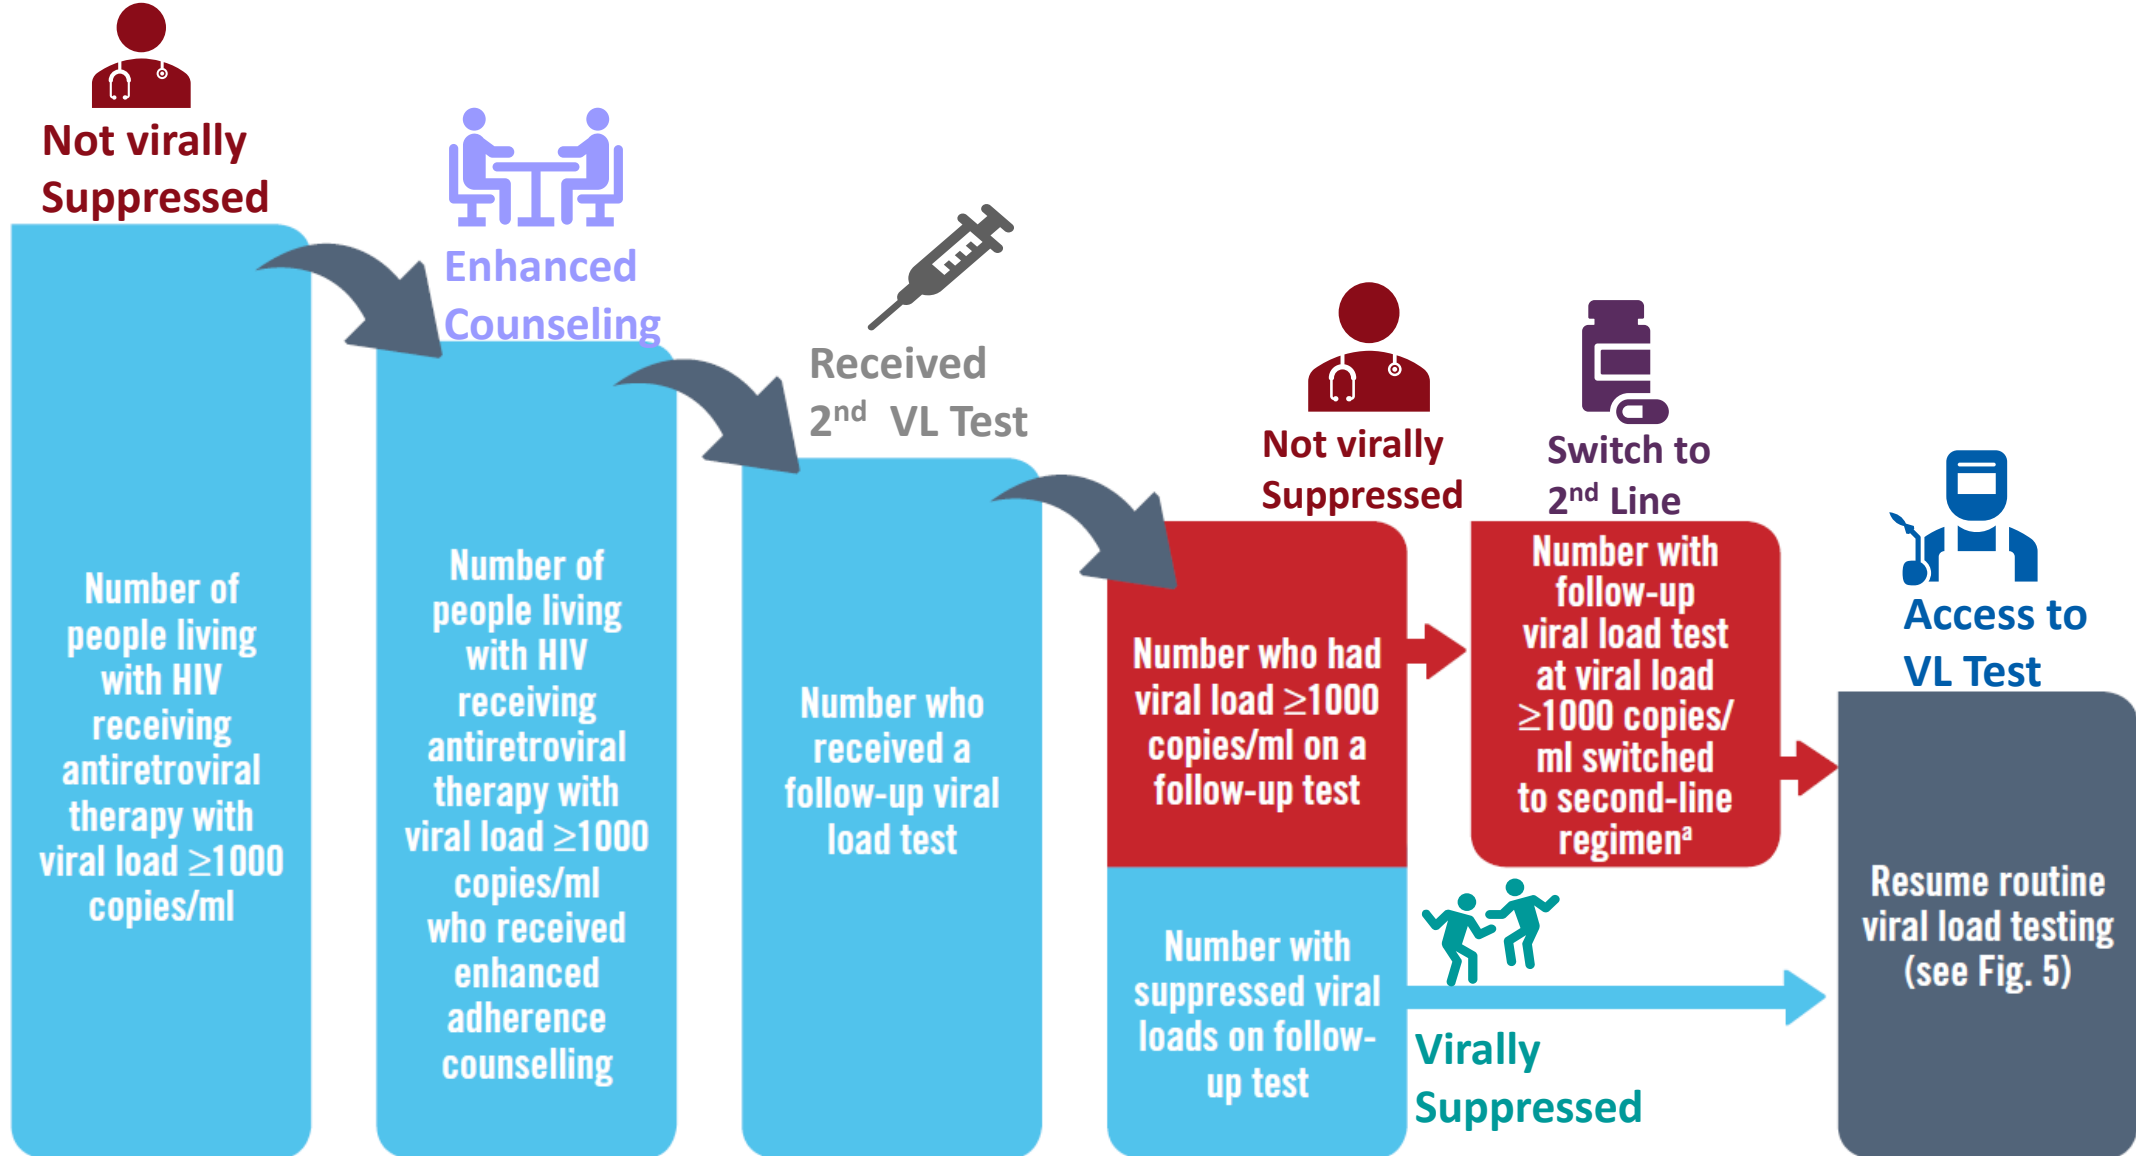 Not virally
Suppressed
Number of
people living
with HIV
receiving
antiretroviral
therapy with
viral load ≥1000
copies/ml
Enhanced
Counseling
Number of
people living
with HIV
receiving
antiretroviral
therapy with
viral load ≥1000
copies/ml
who received
enhanced
adherence
counselling
Received
2nd VL Test
Number who
received a
follow-up viral
load test
Not virally
Suppressed
Number who had
viral load ≥1000
copies/ml on a
follow-up test
Number with
suppressed viral
loads on follow-
up test
Switch to
2nd Line
Number with
follow-up
viral load test
at viral load
≥1000 copies/
ml switched
to second-line
regimenª
Virally
Suppressed
Access to
VL Test
Resume routine
viral load testing
(see Fig. 5)